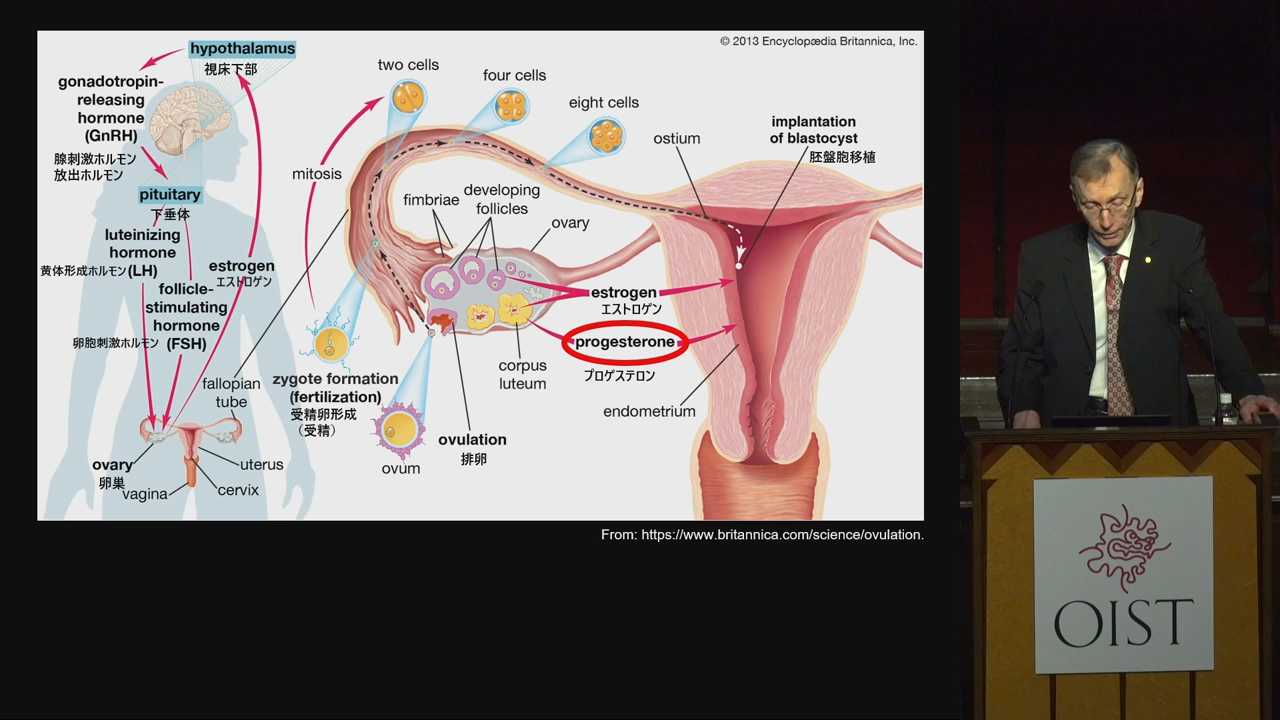 © 2013 Encyclopædia Britannica, Inc.
hypothalamus
視床下部
gonadotropin-
releasing
hormone
(GnRH)
腺刺激ホルモン
放出ホルモン
pituitary
下垂体
luteinizing
hormone
黄体形成ホルモン(LH)
estrogen
エストロゲン
follicle-
stimulating
hormone
卵胞刺激ホルモン (FSH)
ovary
卵巣
vagina
uterus
cervix
fallopian
tube
mitosis
two cells
four cells
eight cells
ostium
implantation
of blastocyst
胚盤胞移植
fimbriae
developing
follicles
ovary
estrogen
エストロゲン
progesterone
プロゲステロン
corpus
luteum
endometrium
zygote formation
(fertilization)
受精卵形成
（受精）
ovum
ovulation
排卵
From: https://www.britannica.com/science/ovulation.
OIST